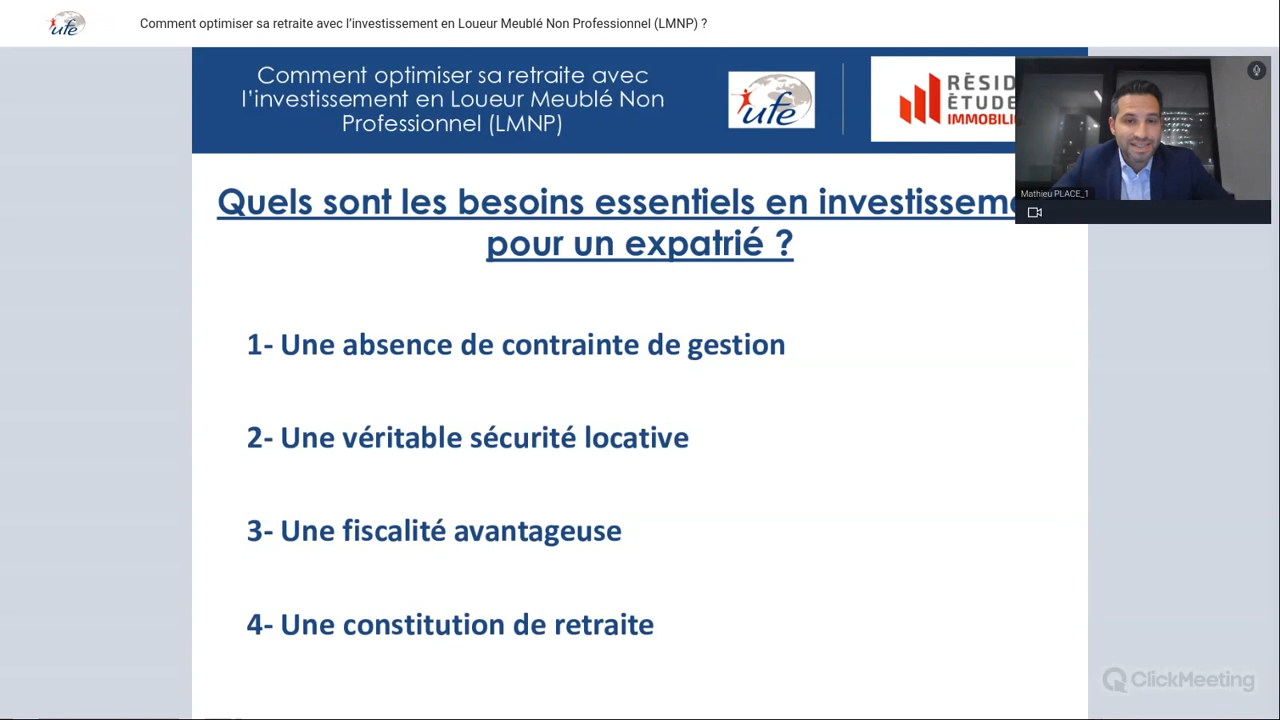 ufe
Comment optimiser sa retraite avec l'investissement en Loueur Meublé Non Professionnel (LMNP) ?
Comment optimiser sa retraite avec
l'investissement en Loueur Meublé Non
Professionnel (LMNP)
ufe
RÉSID
ÉTUDE
IMMOBILI
Mathieu PLACE_1
Quels sont les besoins essentiels en investissem
pour un expatrié ?
1- Une absence de contrainte de gestion
2- Une véritable sécurité locative
3- Une fiscalité avantageuse
4- Une constitution de retraite
ClickMeeting